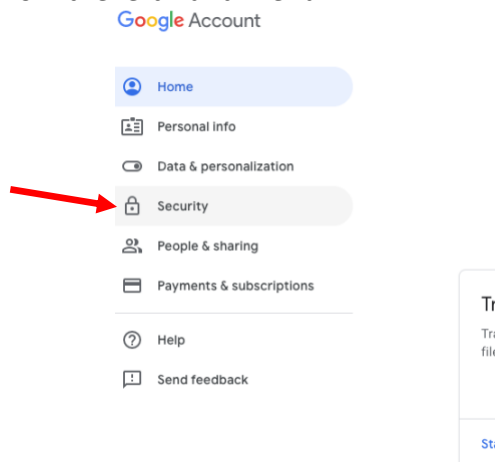 Google Account
Home
Personal info
Data & personalization
Security
People & sharing
Payments & subscriptions
Help
Send feedback